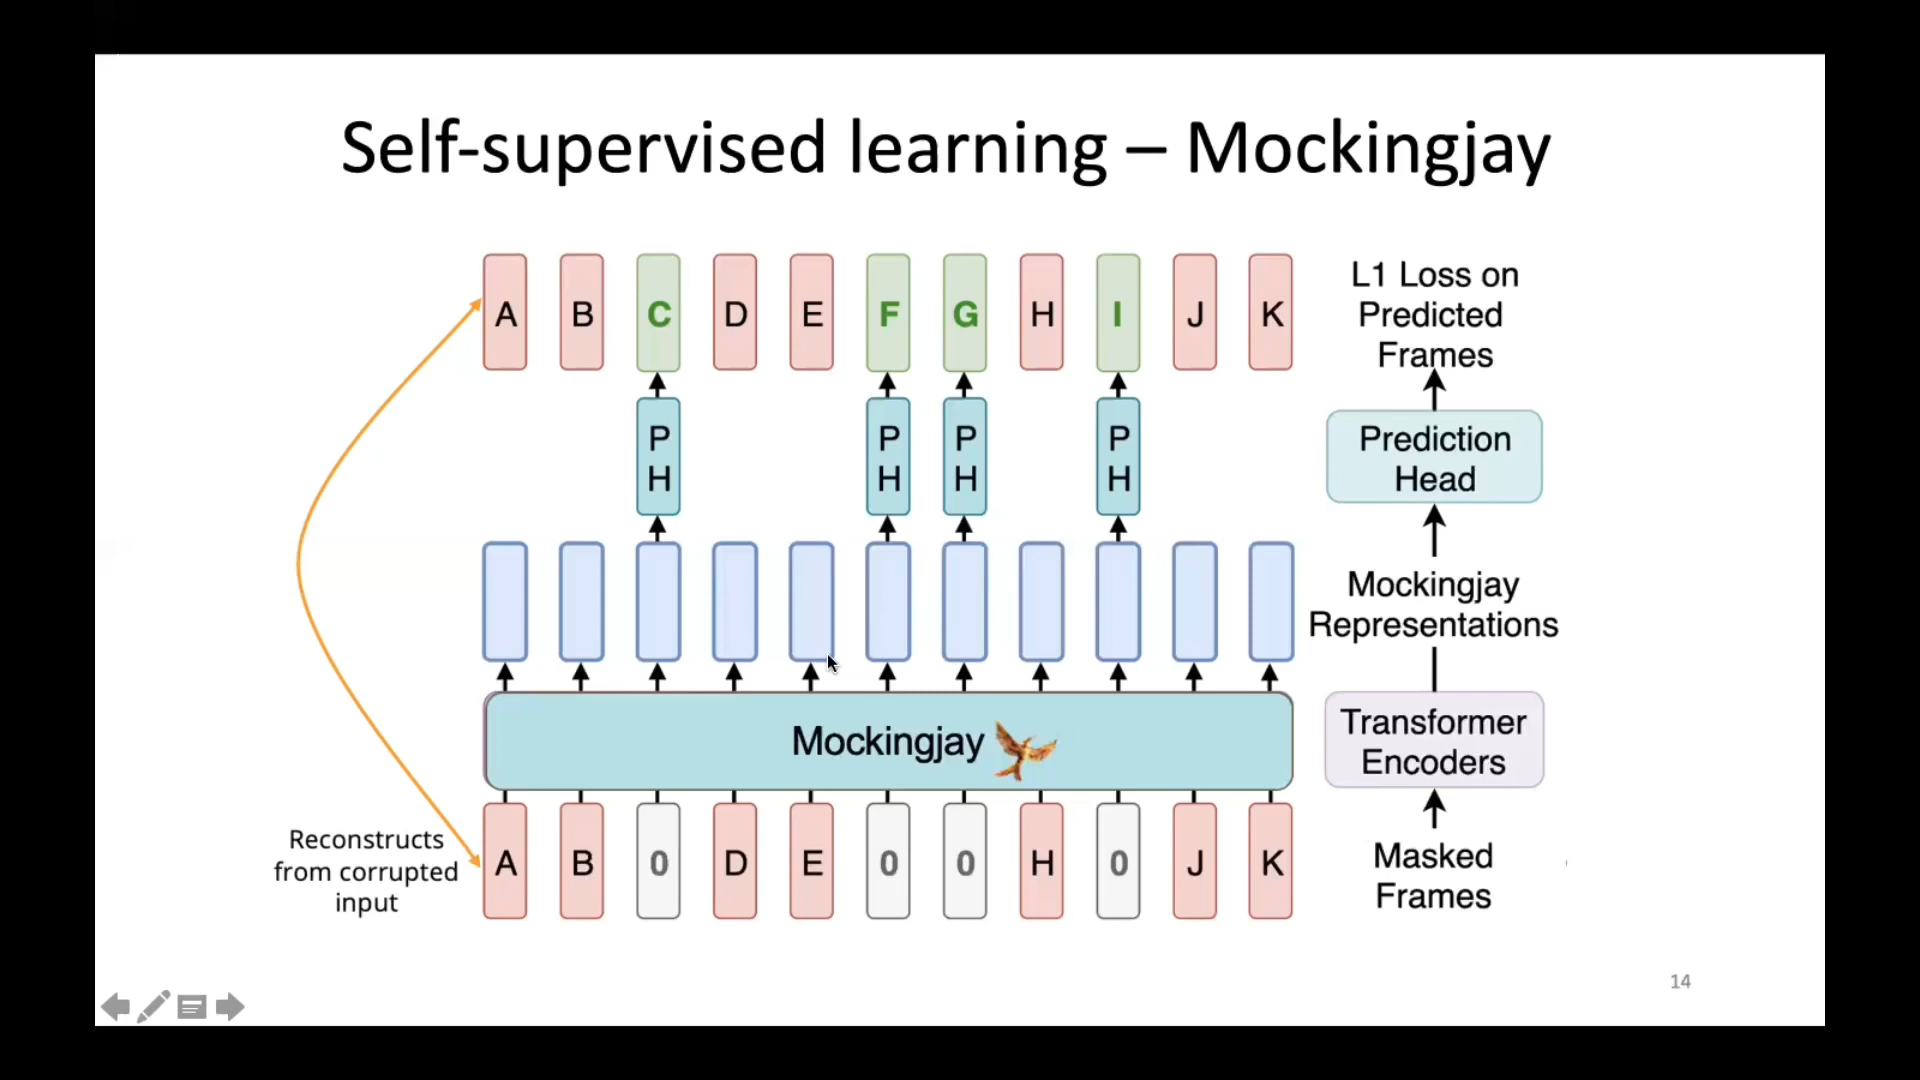 Self-supervised learning – Mockingjay
A B C D E F G H I J K
L1 Loss on
Predicted
Frames
P P P P
H H H H
Prediction
Head
Mockingjay
Representations
Mockingjay
Transformer
Encoders
Reconstructs
from corrupted
input
A B 0 D E 0 0 H 0 J K
Masked
Frames
14